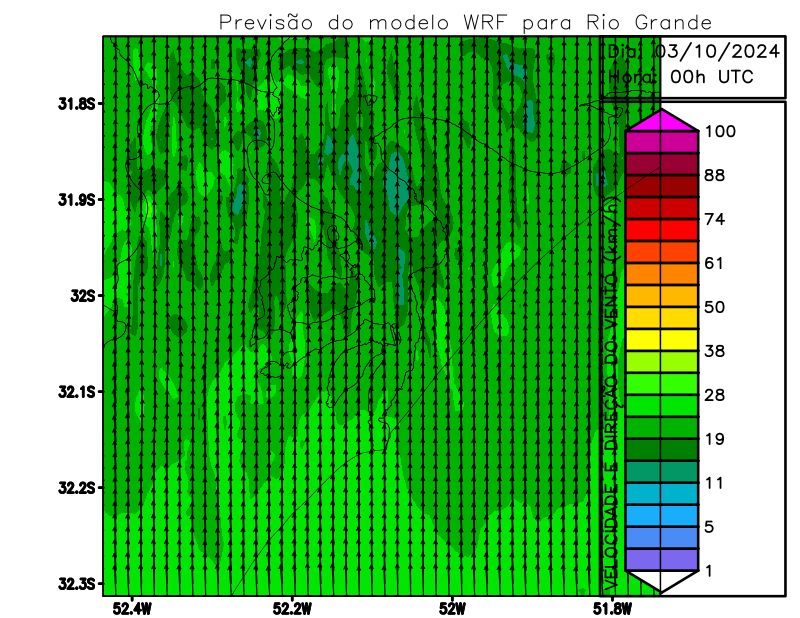 Previsão do modelo WRF para Rio Grande
Dia: 03/10/2024
Hora: 00h UTC
31.8S
31.9S
32S
32.1S
32.2S
32.3S
52.4W
52.2W
52W
51.8W
VELOCIDADE E DIREÇÃO DO VENTO (km/h)
100
88
74
61
50
38
28
19
11
5
1